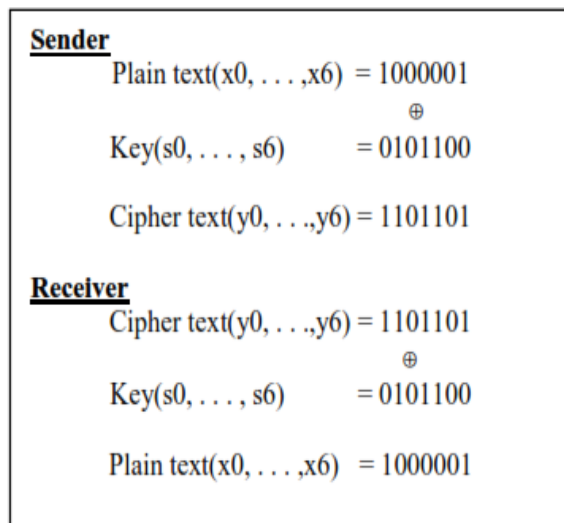 Sender
Plain text(x0, . . . ,x6) = 1000001
⊕
Key(s0, . . . , s6) = 0101100
Cipher text(y0, . . .,y6) = 1101101
Receiver
Cipher text(y0, . . .,y6) = 1101101
⊕
Key(s0, . . . , s6) = 0101100
Plain text(x0, . . . ,x6) = 1000001